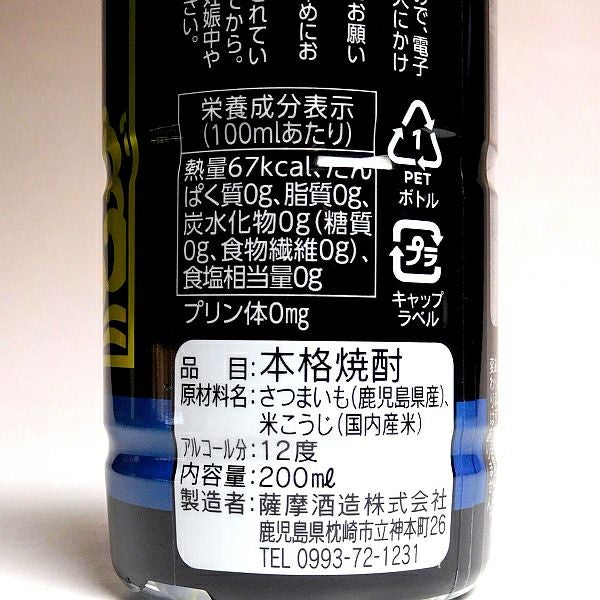 ので、電子
火にかけ
お願い
めにお
されてい
てから。
妊娠中や
さい。
栄養成分表示
(100mlあたり)
熱量67kcal、たん
ぱく質0g、脂質0g、
炭水化物0g(糖質
0g、食物繊維0g)、
食塩相当量0g
プリン体0mg
1
PET
ボトル
プラ
キャップ
ラベル
品目:本格焼酎
原材料名:さつまいも(鹿児島県産)、
米こうじ(国内産米)
アルコール分:12度
内容量:200㎖
製造者:薩摩酒造株式会社
鹿児島県枕崎市立神本町26
TEL 0993-72-1231